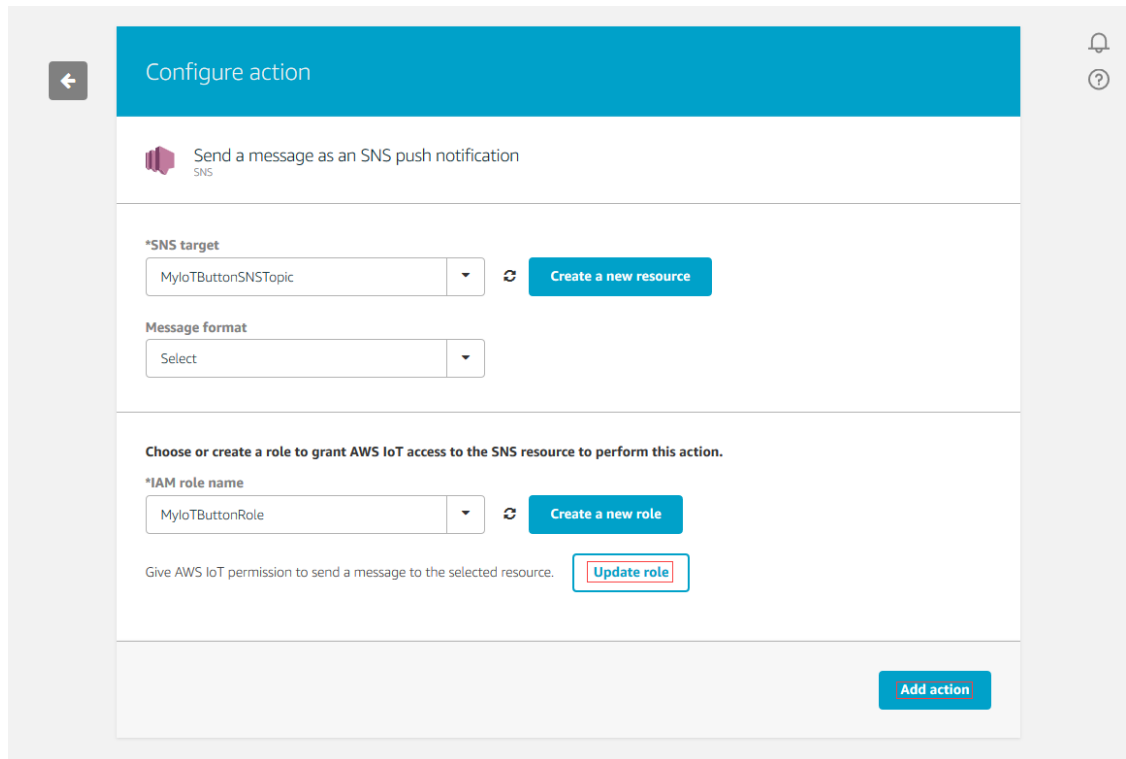 Configure action
Send a message as an SNS push notification
SNS
*SNS target
MyIoTButtonSNSTopic
Create a new resource
Message format
Select
Choose or create a role to grant AWS IoT access to the SNS resource to perform this action.
*IAM role name
MyIoTButtonRole
Create a new role
Give AWS IoT permission to send a message to the selected resource.
Update role
Add action